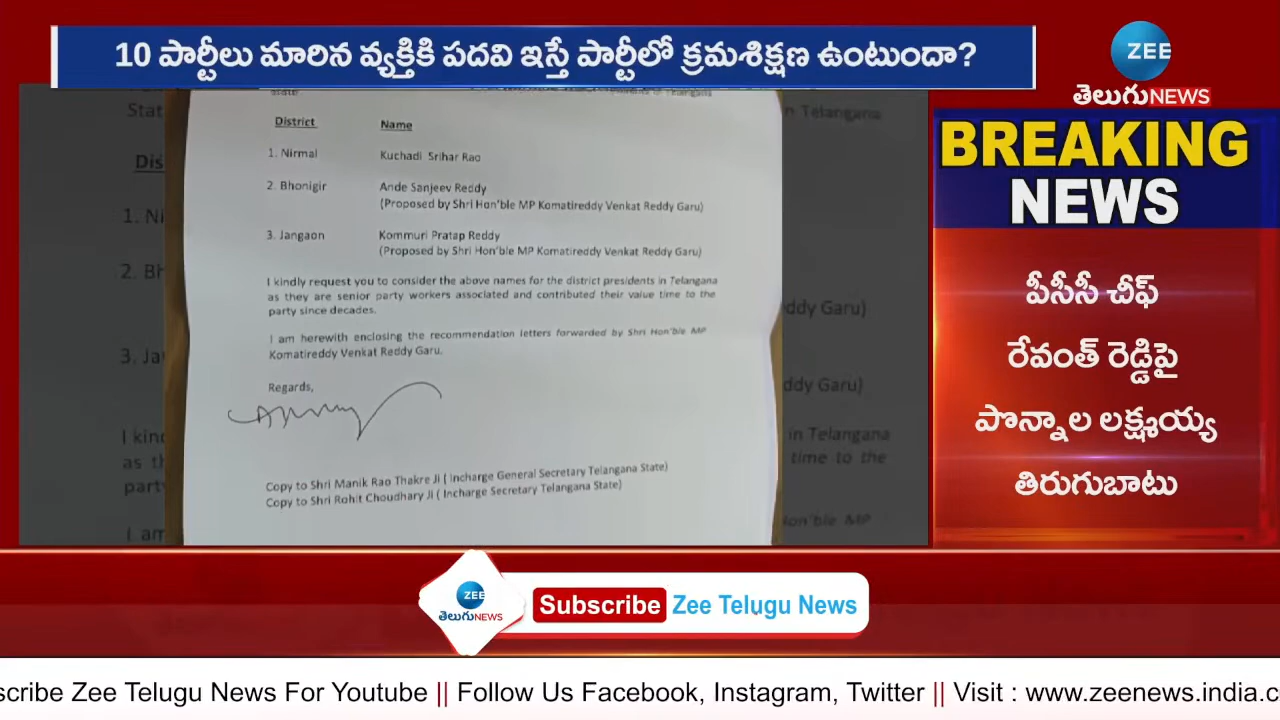 10 పార్టీలు మారిన వ్యక్తికి పదవి ఇస్తే పార్టీలో క్రమశిక్షణ ఉంటుందా?
ZEE
తెలుగు NEWS
BREAKING
NEWS
పీసీసీ చీఫ్
రేవంత్ రెడ్డిపై
పొన్నాల లక్ష్మయ్య
తిరుగుబాటు
State
District Name
1. Nirmal Kuchadi Srihar Rao
2. Bhonigir Ande Sanjeev Reddy
(Proposed by Shri Hon'ble MP Komatireddy Venkat Reddy Garu)
3. Jangaon Kommuri Pratap Reddy
(Proposed by Shri Hon'ble MP Komatireddy Venkat Reddy Garu)
I kindly request you to consider the above names for the district presidents in Telangana
as they are senior party workers associated and contributed their value time to the
party since decades.
I am herewith enclosing the recommendation letters forwarded by Shri Hon'ble MP
Komatireddy Venkat Reddy Garu.
Regards,
Copy to Shri Manik Rao Thakre Ji ( Incharge General Secretary Telangana State)
Copy to Shri Rohit Choudhary Ji ( Incharge Secretary Telangana State)
ZEE
తెలుగు NEWS
Subscribe Zee Telugu News
scribe Zee Telugu News For Youtube || Follow Us Facebook, Instagram, Twitter || Visit : www.zeenews.india.c